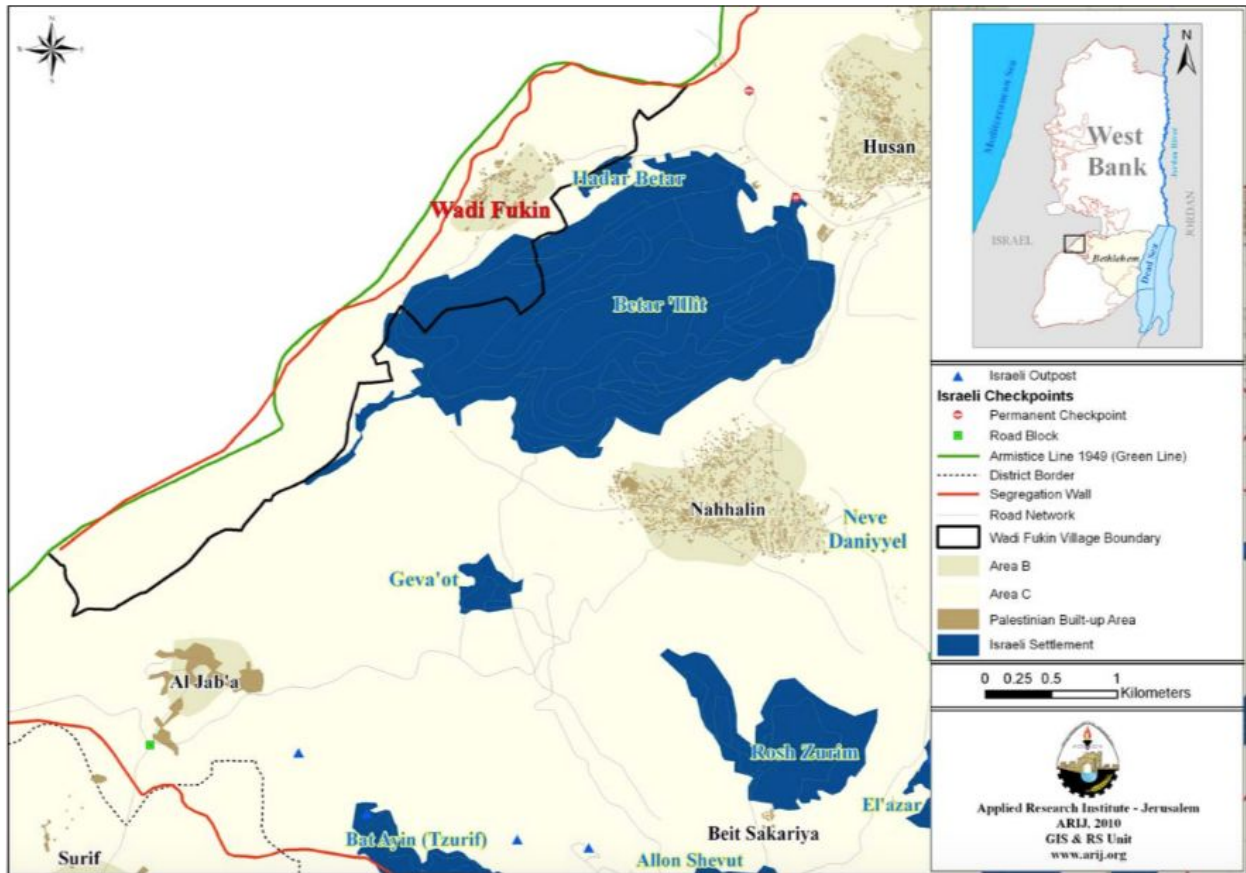 N
Husan
Hadar Betar
Wadi Fukin
Betar 'Illit
Nahhalin
Neve
Daniyyel
Geva'ot
Al Jab'a
Rosh Zurim
El'azar
Bat Ayin (Tzurif)
Beit Sakariya
Surif
Allon Shevut
N
Mediterranean Sea
West
Bank
Jordan River
JORDAN
ISRAEL
Bethlehem
Dead Sea
Israeli Outpost
Israeli Checkpoints
Permanent Checkpoint
Road Block
Armistice Line 1949 (Green Line)
District Border
Segregation Wall
Road Network
Wadi Fukin Village Boundary
Area B
Area C
Palestinian Built-up Area
Israeli Settlement
0 0.25 0.5 1
Kilometers
Applied Research Institute - Jerusalem
ARIJ, 2010
GIS & RS Unit
www.arij.org